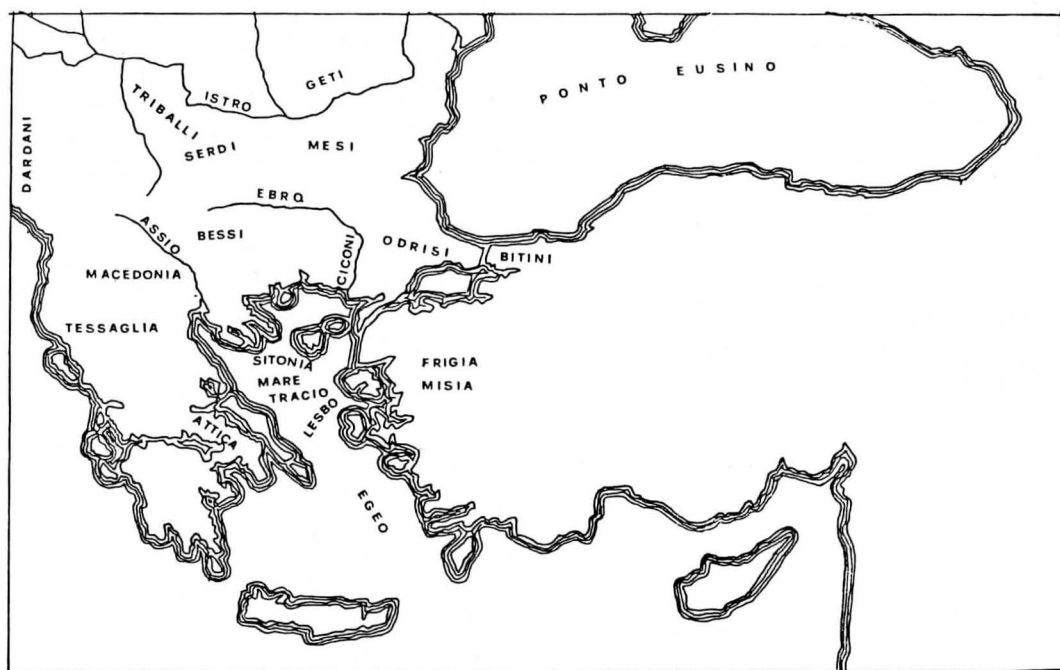 PONTO EUSINO
GETI
ISTRO
TRIBALLI
SERDI
MESI
DARDANI
EBRO
ASSIO
BESSI
CICONI
ODRISI
BITINI
MACEDONIA
TESSAGLIA
SITONIA
MARE
TRACIO
FRIGIA
MISIA
LESBO
ATTICA
EGEO